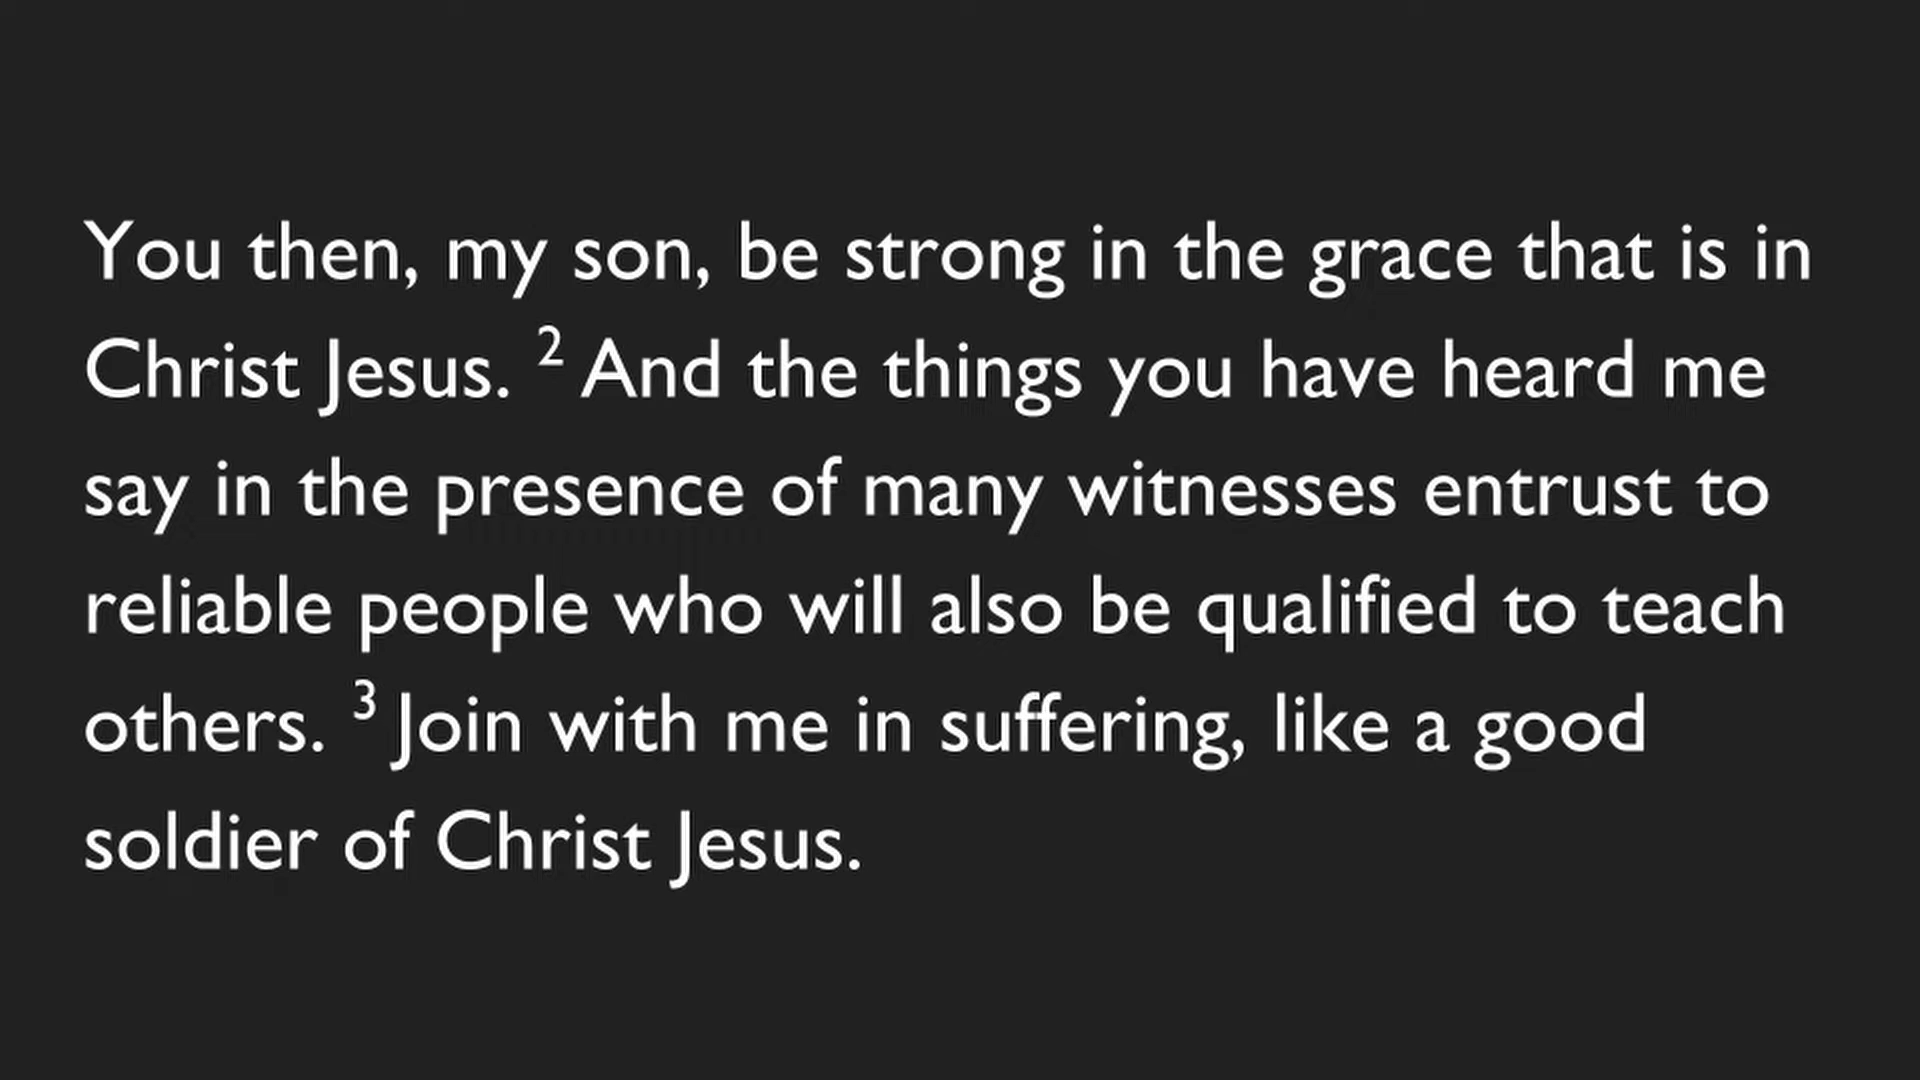 You then, my son, be strong in the grace that is in
Christ Jesus. ² And the things you have heard me
say in the presence of many witnesses entrust to
reliable people who will also be qualified to teach
others. ³ Join with me in suffering, like a good
soldier of Christ Jesus.